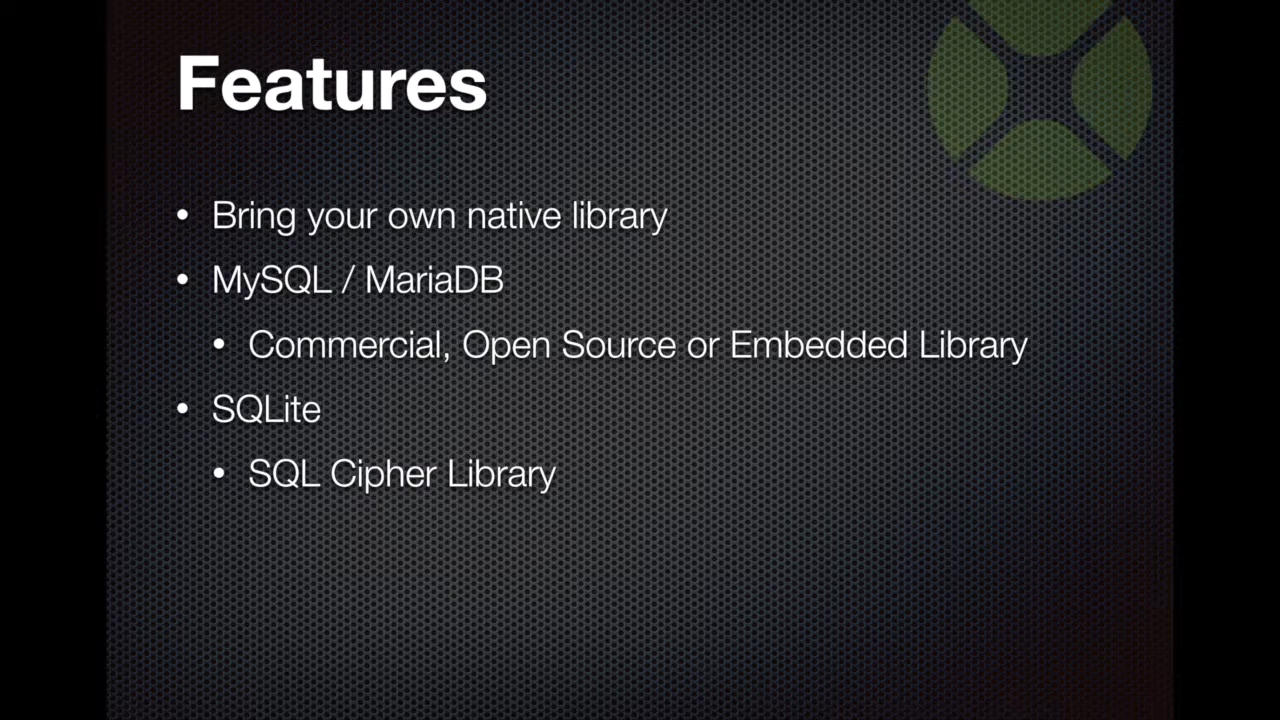 Features
• Bring your own native library
• MySQL / MariaDB
• Commercial, Open Source or Embedded Library
• SQLite
• SQL Cipher Library